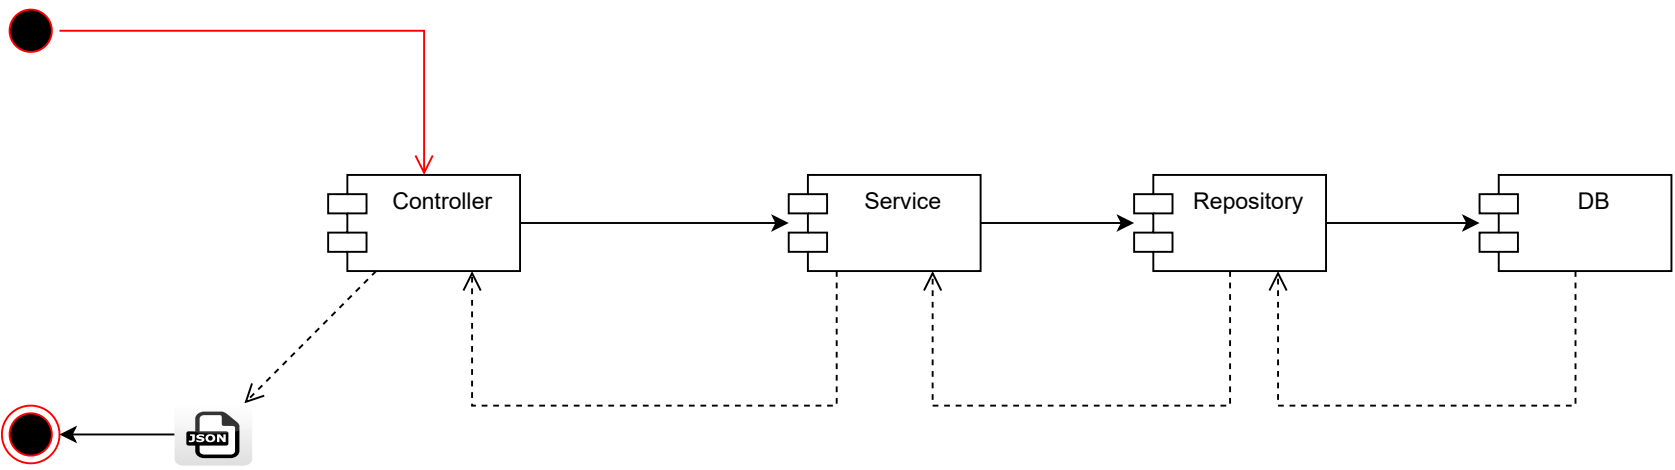 Controller
Service
Repository
DB
JSON